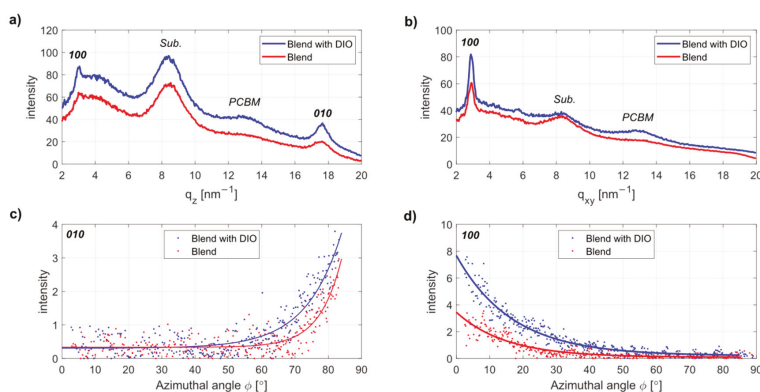 a)
120
100
80
60
40
20
0
intensity
100
Sub.
PCBM
010
Blend with DIO
Blend
2 4 6 8 10 12 14 16 18 20
q_z [nm⁻¹]
b)
100
80
60
40
20
0
intensity
100
Sub.
PCBM
Blend with DIO
Blend
2 4 6 8 10 12 14 16 18 20
q_xy [nm⁻¹]
c)
4
3
2
1
0
intensity
010
Blend with DIO
Blend
0 10 20 30 40 50 60 70 80 90
Azimuthal angle ϕ [°]
d)
10
8
6
4
2
0
intensity
100
Blend with DIO
Blend
0 10 20 30 40 50 60 70 80 90
Azimuthal angle ϕ [°]